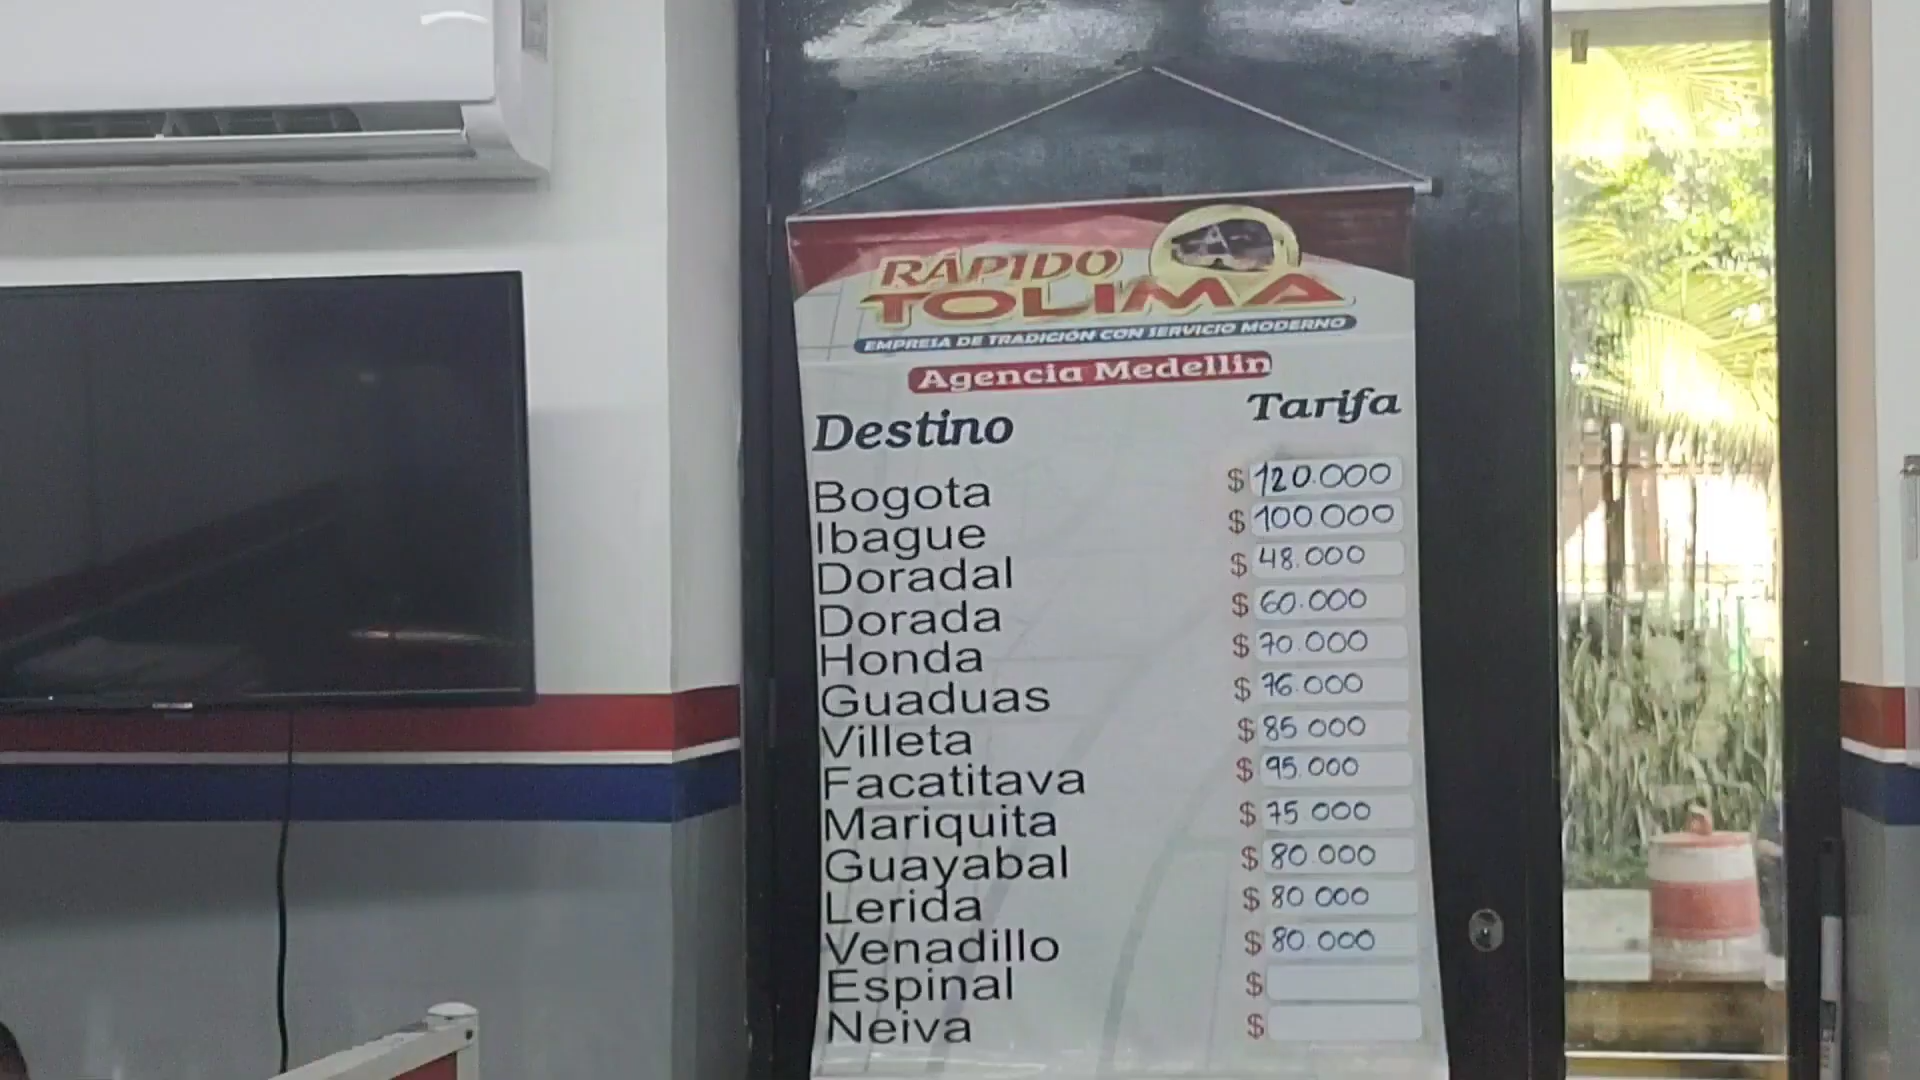 RÁPIDO
TOLIMA
EMPRESA DE TRADICIÓN CON SERVICIO MODERNO
Agencia Medellin
Destino Tarifa
Bogota $ 120.000
Ibague $ 100.000
Doradal $ 48.000
Dorada $ 60.000
Honda $ 70.000
Guaduas $ 76.000
Villeta $ 85 000
Facatitava $ 95.000
Mariquita $ 75 000
Guayabal $ 80.000
Lerida $ 80 000
Venadillo $ 80.000
Espinal $
Neiva $